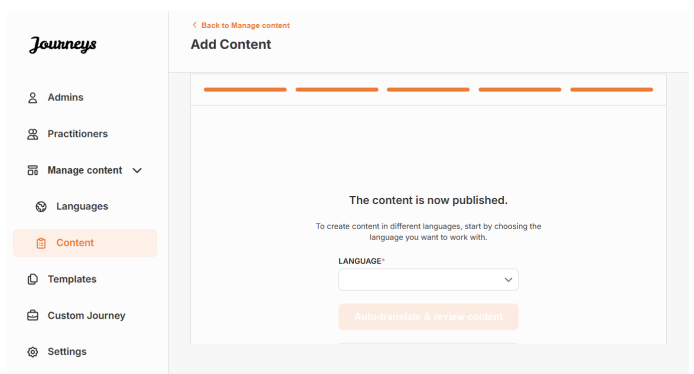 Back to Manage content
Journeys
Add Content
Admins
Practitioners
Manage content
Languages
Content
Templates
Custom Journey
Settings
The content is now published.
To create content in different languages, start by choosing the
language you want to work with.
LANGUAGE*
Auto-translate & review content